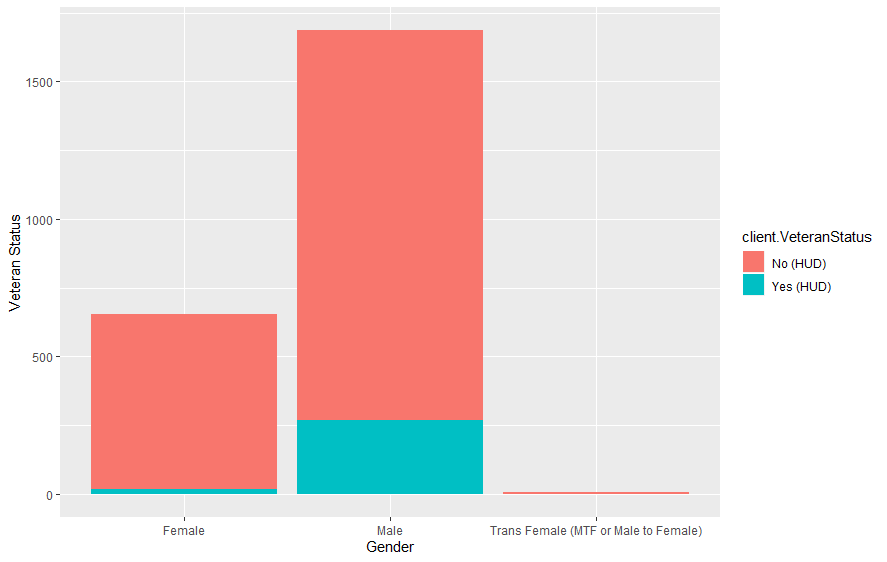 1500
1000
500
0
Veteran Status
Female
Male
Trans Female (MTF or Male to Female)
Gender
client.VeteranStatus
No (HUD)
Yes (HUD)